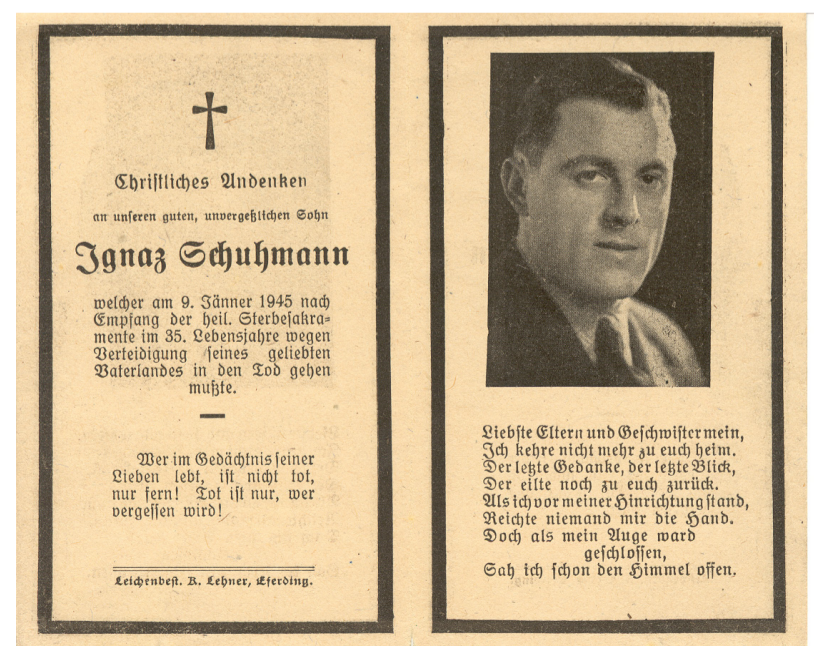 Christliches Andenken
an unseren guten, unvergeßlichen Sohn
Ignaz Schuhmann
welcher am 9. Jänner 1945 nach
Empfang der heil. Sterbesakra=
mente im 35. Lebensjahre wegen
Verteidigung seines geliebten
Vaterlandes in den Tod gehen
mußte.
Wer im Gedächtnis seiner
Lieben lebt, ist nicht tot,
nur fern! Tot ist nur, wer
vergessen wird!
Leichenbest. K. Lehner, Eferding.
Liebste Eltern und Geschwister mein,
Ich kehre nicht mehr zu euch heim.
Der letzte Gedanke, der letzte Blick,
Der eilte noch zu euch zurück.
Als ich vor meiner Hinrichtung stand,
Reichte niemand mir die Hand.
Doch als mein Auge ward
geschlossen,
Sah ich schon den Himmel offen.